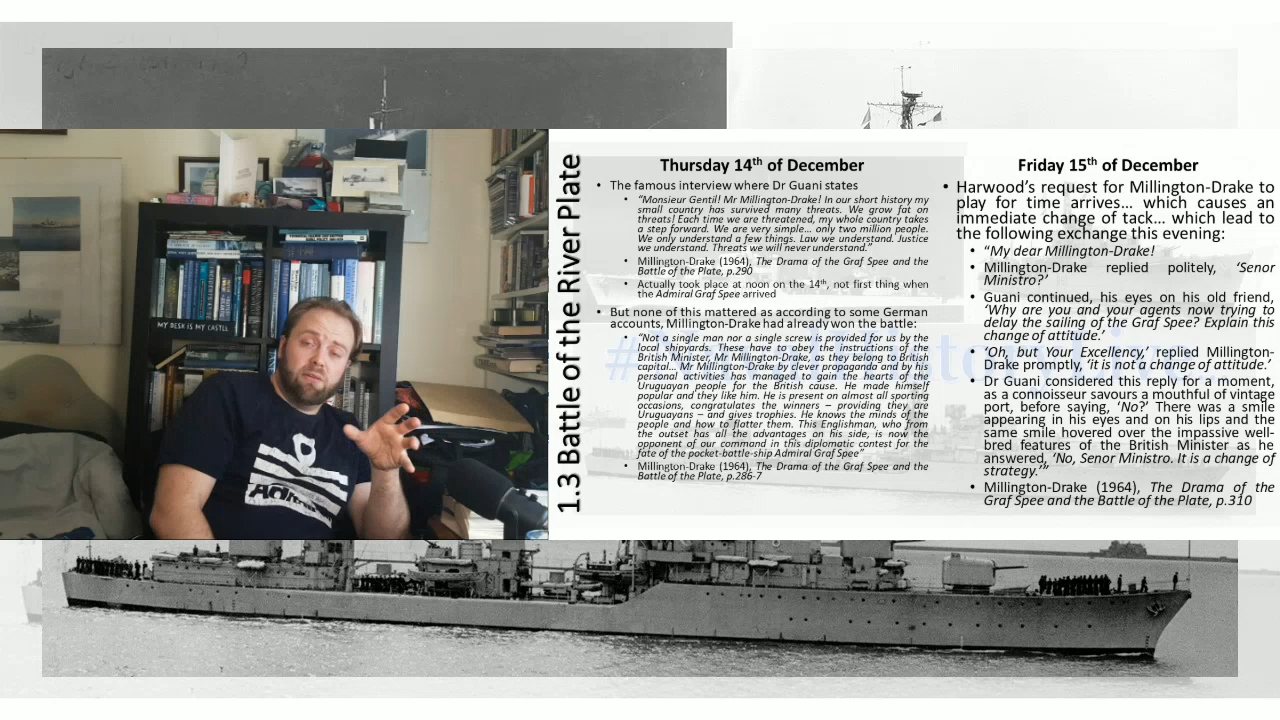 MY DESK IS MY CASTLE
1.3 Battle of the River Plate
Thursday 14th of December
• The famous interview where Dr Guani states
• “Monsieur Gentil! Mr Millington-Drake! In our short history my
small country has survived many threats. We grow fat on
threats! Each time we are threatened, my whole country takes
a step forward. We are very simple… only two million people.
We only understand a few things. Law we understand. Justice
we understand. Threats we will never understand.”
• Millington-Drake (1964), The Drama of the Graf Spee and the
Battle of the Plate, p.290
• Actually took place at noon on the 14th, not first thing when
the Admiral Graf Spee arrived
• But none of this mattered as according to some German
accounts, Millington-Drake had already won the battle:
• “Not a single man nor a single screw is provided for us by the
local shipyards. These have to obey the instructions of the
British Minister, Mr Millington-Drake, as they belong to British
capital… Mr Millington-Drake by clever propaganda and by his
personal activities has managed to gain the hearts of the
Uruguayan people for the British cause. He made himself
popular and they like him. He is present on almost all sporting
occasions, congratulates the winners – providing they are
Uruguayans – and gives trophies. He knows the minds of the
people and how to flatter them. This Englishman, who from
the outset has all the advantages on his side, is now the
opponent of our command in this diplomatic contest for the
fate of the pocket-battle-ship Admiral Graf Spee”
• Millington-Drake (1964), The Drama of the Graf Spee and the
Battle of the Plate, p.286-7
Friday 15th of December
• Harwood’s request for Millington-Drake to
play for time arrives… which causes an
immediate change of tack… which lead to
the following exchange this evening:
• “My dear Millington-Drake!
• Millington-Drake replied politely, ‘Senor
Ministro?’
• Guani continued, his eyes on his old friend,
‘Why are you and your agents now trying to
delay the sailing of the Graf Spee? Explain this
change of attitude.’
• ‘Oh, but Your Excellency,’ replied Millington-
Drake promptly, ‘it is not a change of attitude.’
• Dr Guani considered this reply for a moment,
as a connoisseur savours a mouthful of vintage
port, before saying, ‘No?’ There was a smile
appearing in his eyes and on his lips and the
same smile hovered over the impassive well-
bred features of the British Minister as he
answered, ‘No, Senor Ministro. It is a change of
strategy.’”
• Millington-Drake (1964), The Drama of the
Graf Spee and the Battle of the Plate, p.310